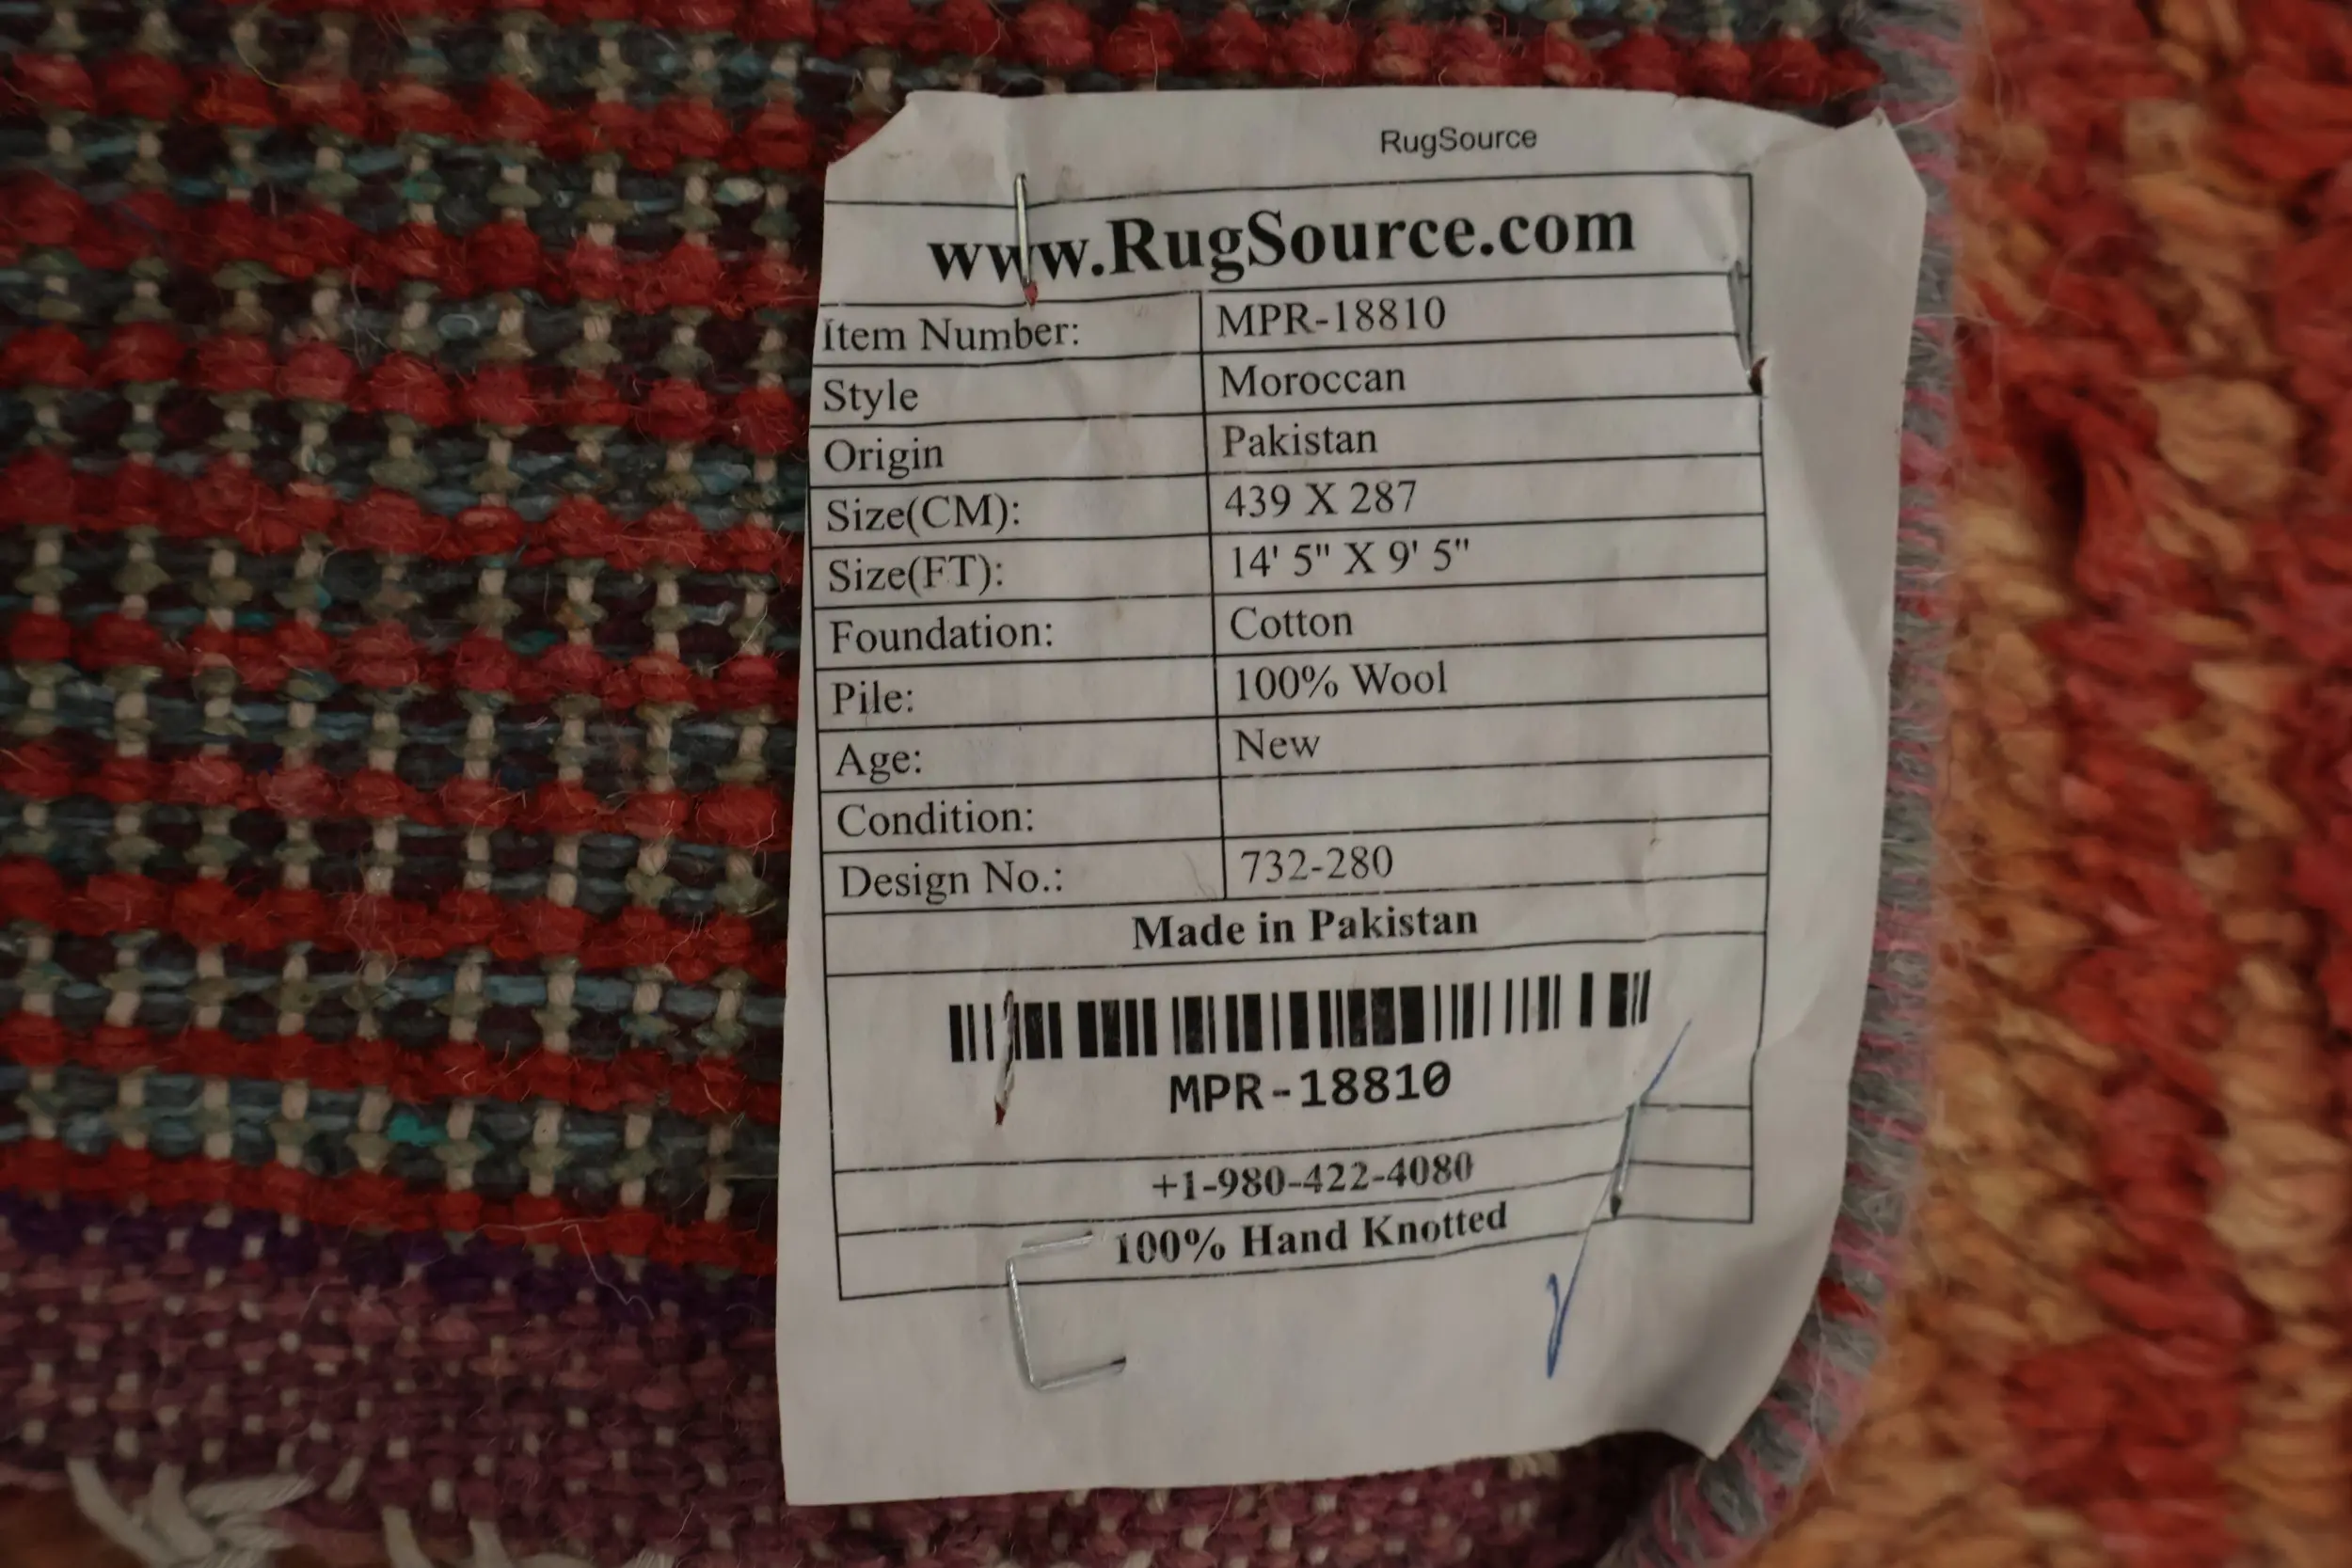 RugSource
www.RugSource.com
Item Number: MPR-18810
Style Moroccan
Origin Pakistan
Size(CM): 439 X 287
Size(FT): 14' 5" X 9' 5"
Foundation: Cotton
Pile: 100% Wool
Age: New
Condition:
Design No.: 732-280
Made in Pakistan
MPR-18810
+1-980-422-4080
100% Hand Knotted